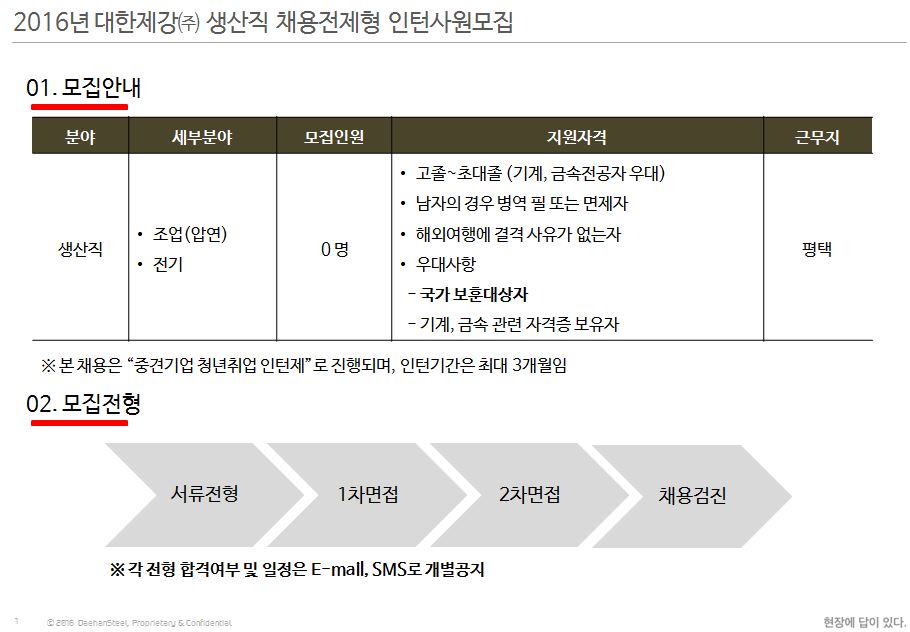 2016년 대한제강㈜ 생산직 채용전제형 인턴사원모집
01. 모집안내
분야 세부분야 모집인원 지원자격 근무지
생산직
• 조업(압연)
• 전기
0 명
• 고졸~초대졸 (기계, 금속전공자 우대)
• 남자의 경우 병역 필 또는 면제자
• 해외여행에 결격 사유가 없는자
• 우대사항
- 국가 보훈대상자
- 기계, 금속 관련 자격증 보유자
평택
※ 본 채용은 “중견기업 청년취업 인턴제” 로 진행되며, 인턴기간은 최대 3개월임
02. 모집전형
서류전형 1차면접 2차면접 채용검진
※ 각 전형 합격여부 및 일정은 E-mail, SMS로 개별공지
1 © 2016 DaehanSteel, Proprietary & Confidential 현장에 답이 있다.